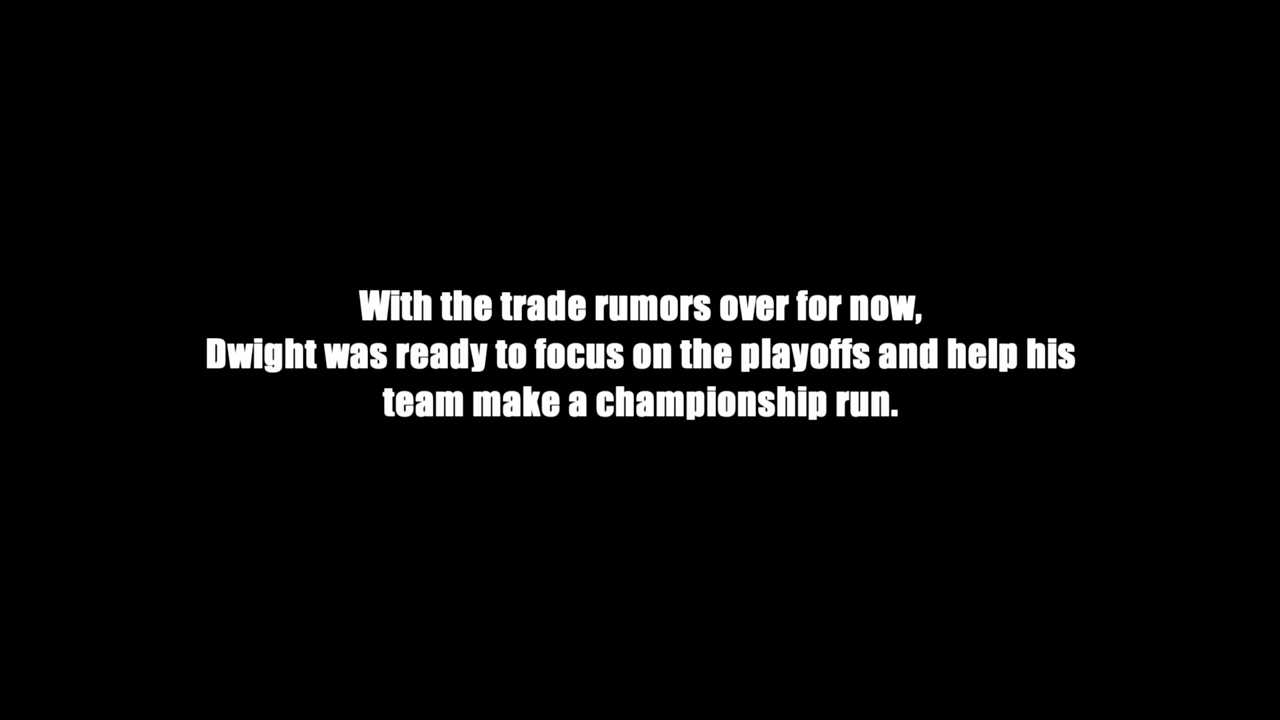 With the trade rumors over for now,
Dwight was ready to focus on the playoffs and help his
team make a championship run.